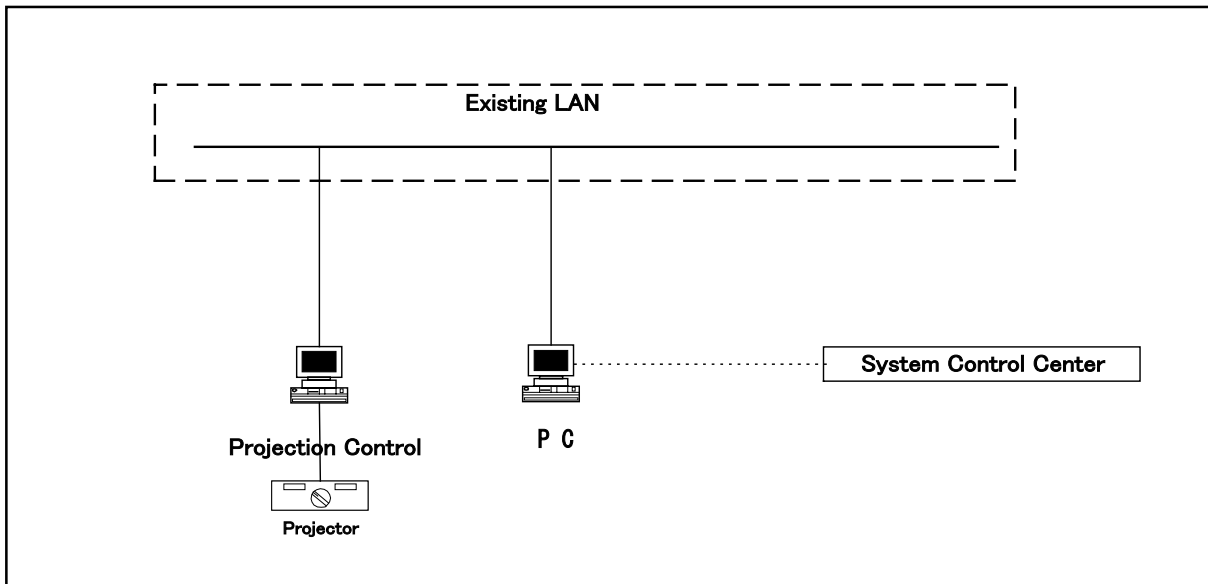 Existing LAN
System Control Center
Projection Control
P C
Projector